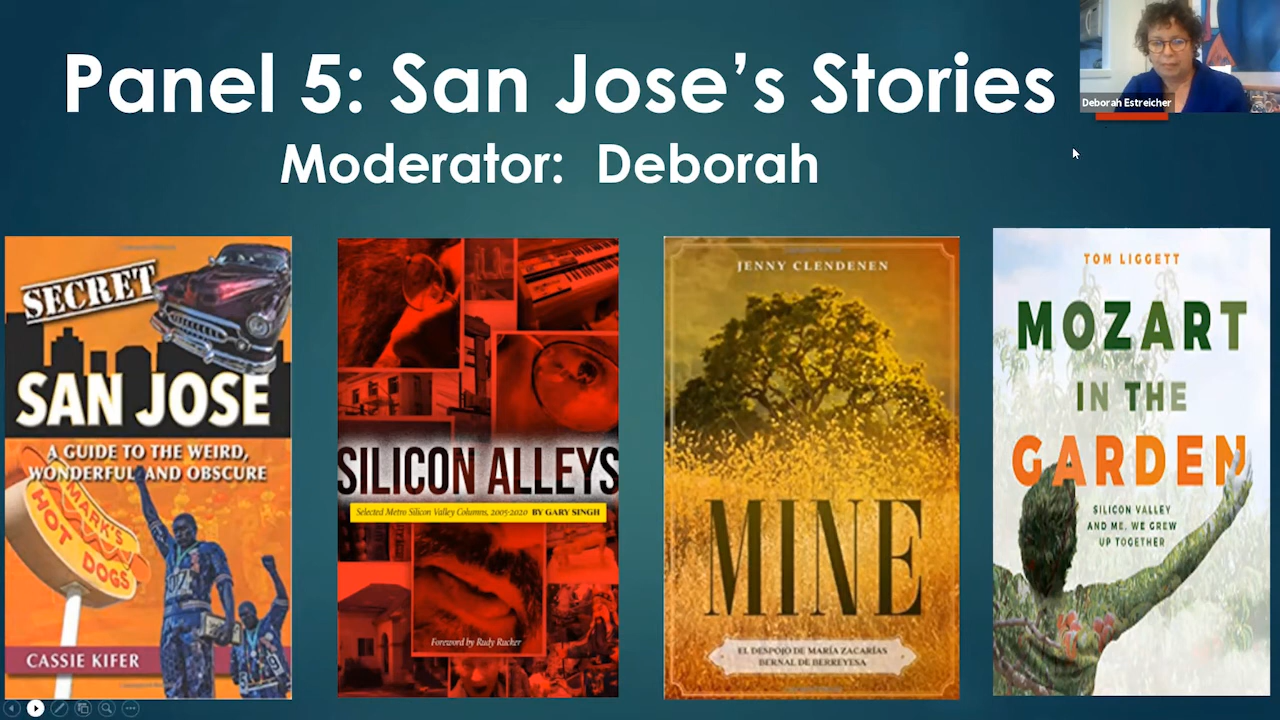 Panel 5: San Jose’s Stories
Moderator: Deborah
Deborah Estreicher
SECRET
SAN JOSE
A GUIDE TO THE WEIRD,
WONDERFUL AND OBSCURE
MARK'S
HOT DOGS
CASSIE KIFER
SILICON ALLEYS
Selected Metro Silicon Valley Columns, 2005-2020 BY GARY SINGH
Foreword by Rudy Rucker
JENNY CLENDENEN
MINE
EL DESPOJO DE MARÍA ZACARÍAS
BERNAL DE BERREYESA
TOM LIGGETT
MOZART
IN THE
GARDEN
SILICON VALLEY
AND ME, WE GREW
UP TOGETHER